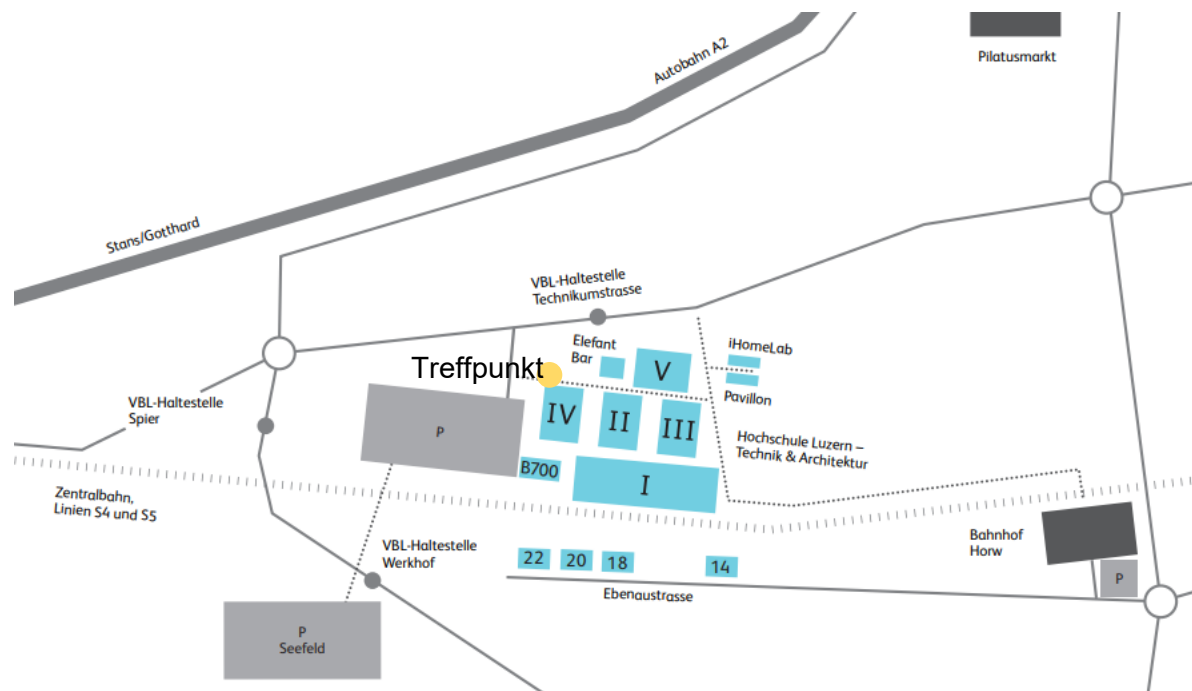 Pilatusmarkt
Autobahn A2
Stans/Gotthard
VBL-Haltestelle
Technikumstrasse
Elefant
Bar
iHomeLab
V
Treffpunkt
Pavillon
VBL-Haltestelle
Spier
P
IV
II
III
Hochschule Luzern –
Technik & Architektur
B700
I
Zentralbahn,
Linien S4 und S5
Bahnhof
Horw
VBL-Haltestelle
Werkhof
22
20
18
14
P
Ebenaustrasse
P
Seefeld